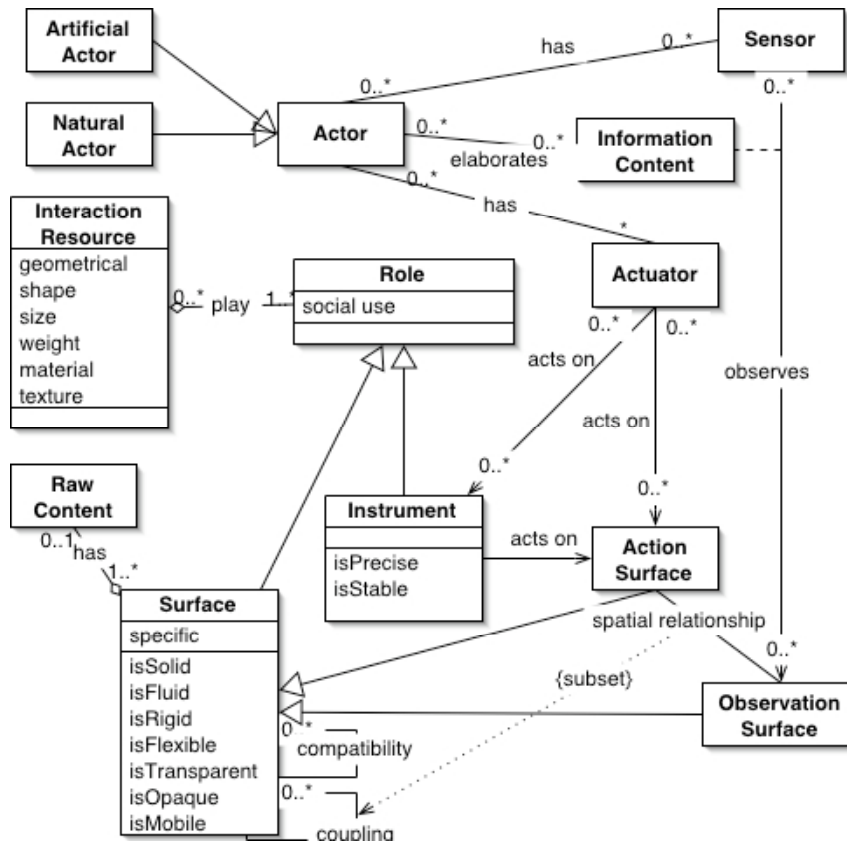 Artificial
Actor
has
0..*
Sensor
0..*
0..*
Natural
Actor
Actor
0..*
0..*
elaborates
Information
Content
0..*
has
*
Interaction
Resource
geometrical
shape
size
weight
material
texture
0..*
play
1..*
Role
social use
Actuator
0..*
0..*
acts on
observes
acts on
0..*
0..*
Raw
Content
0..1
has
1..*
Instrument
isPrecise
isStable
acts on
Action
Surface
spatial relationship
0..*
{subset}
Observation
Surface
Surface
specific
isSolid
isFluid
isRigid
isFlexible
isTransparent
isOpaque
isMobile
0..*
compatibility
0..*
coupling